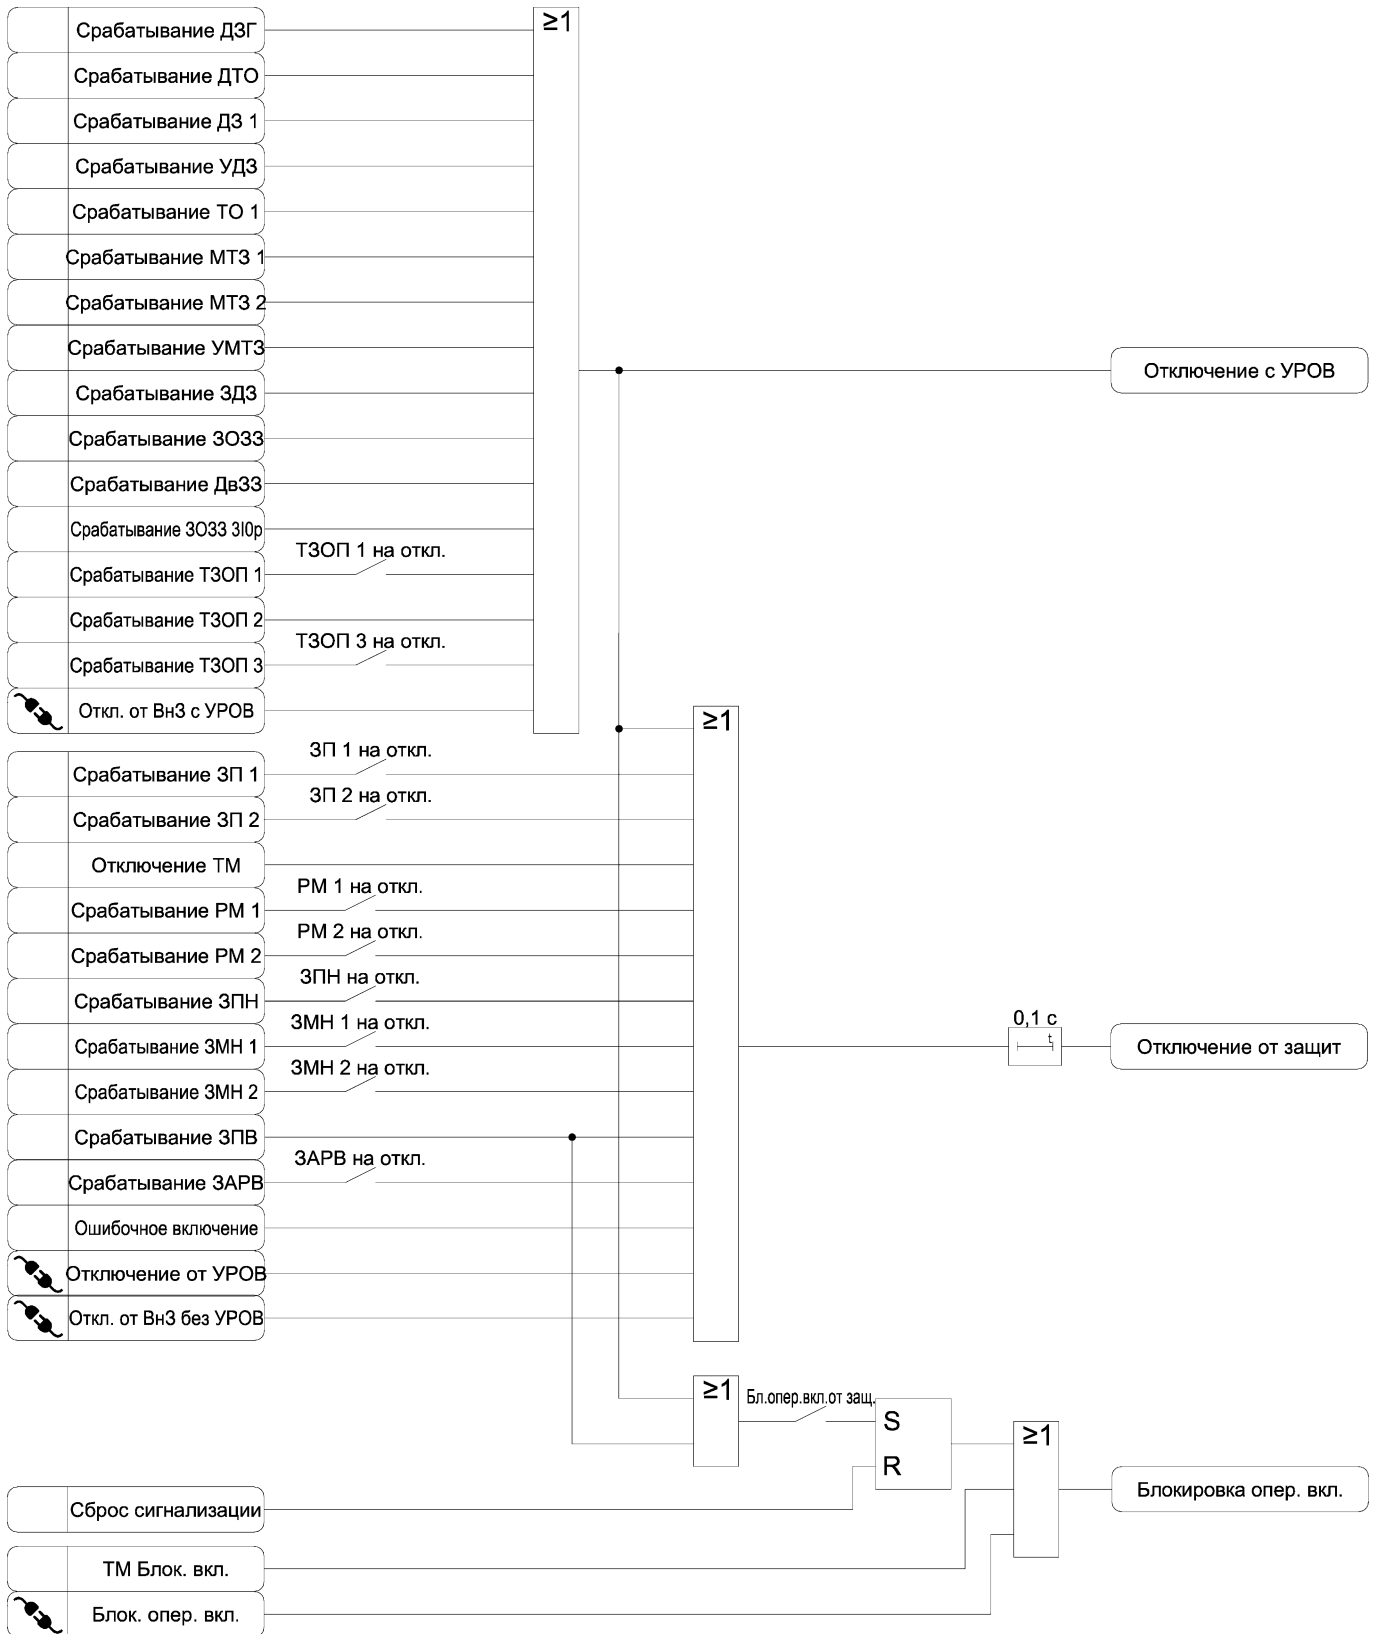 Срабатывание ДЗГ
≥1
Срабатывание ДТО
Срабатывание ДЗ 1
Срабатывание УДЗ
Срабатывание ТО 1
Срабатывание МТЗ 1
Срабатывание МТЗ 2
Срабатывание УМТЗ
Отключение с УРОВ
Срабатывание ЗДЗ
Срабатывание ЗОЗЗ
Срабатывание ДвЗЗ
Срабатывание ЗОЗЗ 3I0р
ТЗОП 1 на откл.
Срабатывание ТЗОП 1
Срабатывание ТЗОП 2
ТЗОП 3 на откл.
Срабатывание ТЗОП 3
Откл. от ВнЗ с УРОВ
≥1
ЗП 1 на откл.
Срабатывание ЗП 1
ЗП 2 на откл.
Срабатывание ЗП 2
Отключение ТМ
РМ 1 на откл.
Срабатывание РМ 1
РМ 2 на откл.
Срабатывание РМ 2
ЗПН на откл.
Срабатывание ЗПН
ЗМН 1 на откл.
0,1 с
t
Срабатывание ЗМН 1
Отключение от защит
ЗМН 2 на откл.
Срабатывание ЗМН 2
Срабатывание ЗПВ
ЗАРВ на откл.
Срабатывание ЗАРВ
Ошибочное включение
Отключение от УРОВ
Откл. от ВнЗ без УРОВ
≥1
Бл.опер.вкл.от защ.
S
≥1
R
Блокировка опер. вкл.
Сброс сигнализации
ТМ Блок. вкл.
Блок. опер. вкл.